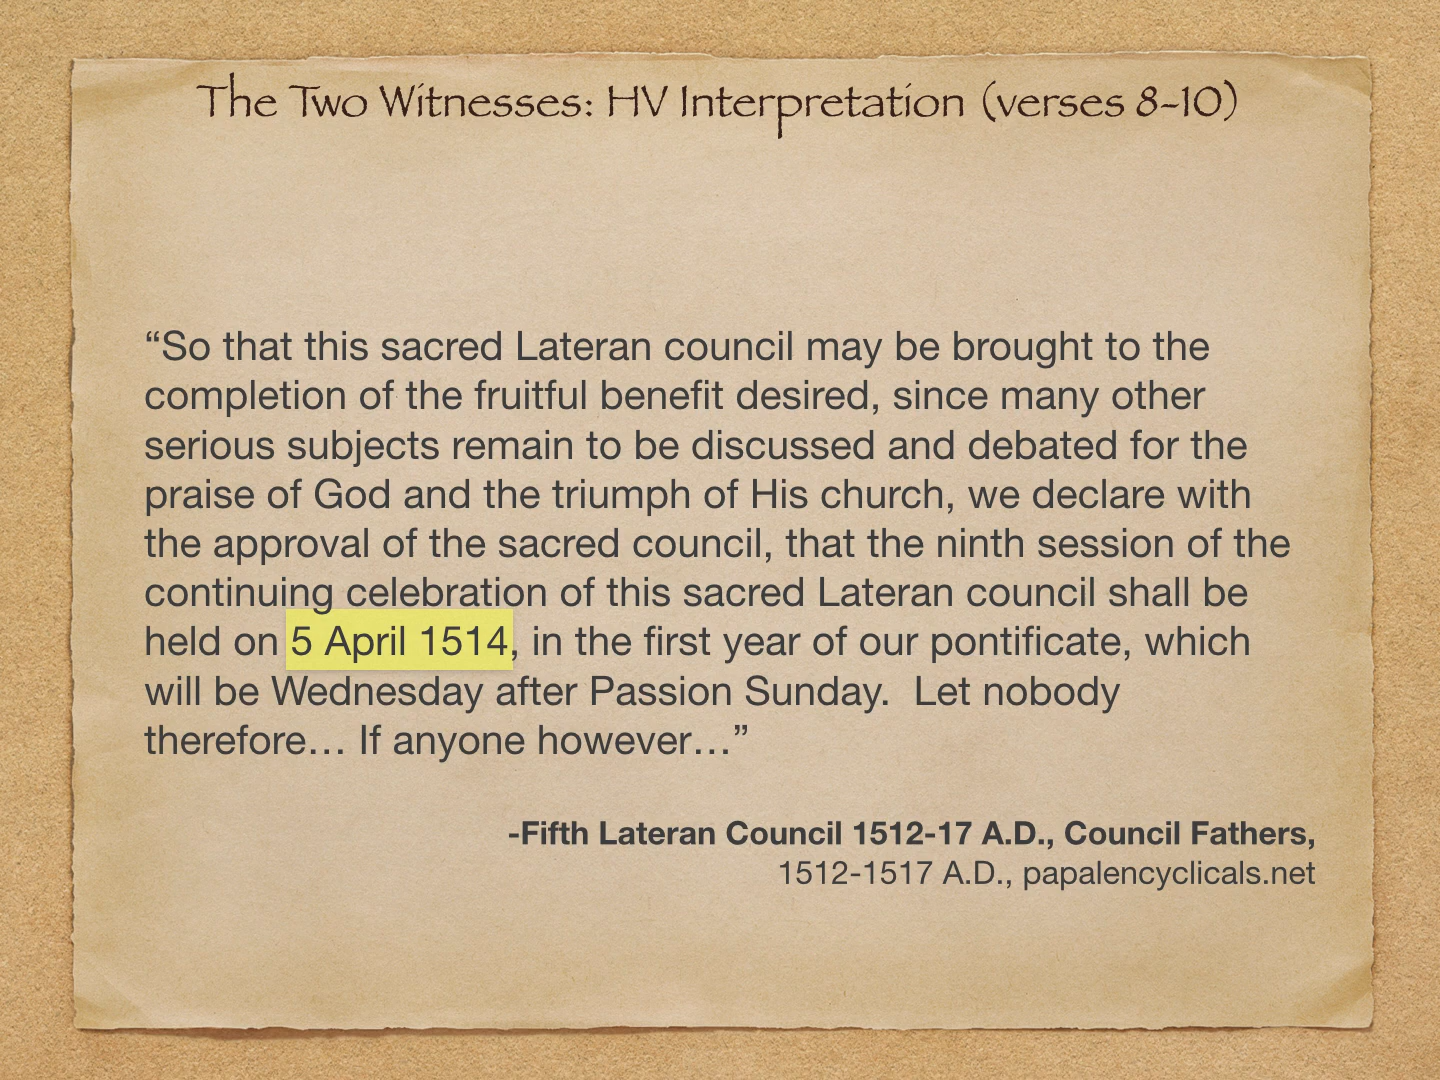 The Two Witnesses: HV Interpretation (verses 8-10)
“So that this sacred Lateran council may be brought to the
completion of the fruitful benefit desired, since many other
serious subjects remain to be discussed and debated for the
praise of God and the triumph of His church, we declare with
the approval of the sacred council, that the ninth session of the
continuing celebration of this sacred Lateran council shall be
held on 5 April 1514, in the first year of our pontificate, which
will be Wednesday after Passion Sunday.  Let nobody
therefore… If anyone however…”
-Fifth Lateran Council 1512-17 A.D., Council Fathers,
1512-1517 A.D., papalencyclicals.net